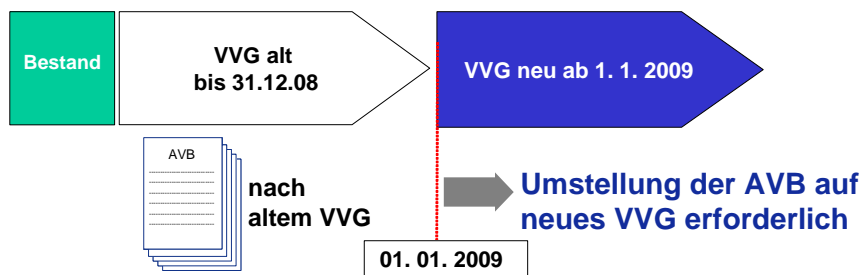 Bestand
VVG alt
bis 31.12.08
VVG neu ab 1. 1. 2009
AVB
nach
altem VVG
Umstellung der AVB auf
neues VVG erforderlich
01. 01. 2009